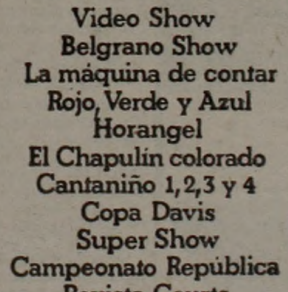 Video Show
Belgrano Show
La máquina de contar
Rojo, Verde y Azul
Horangel
El Chapulín colorado
Cantaniño 1,2,3 y 4
Copa Davis
Super Show
Campeonato República